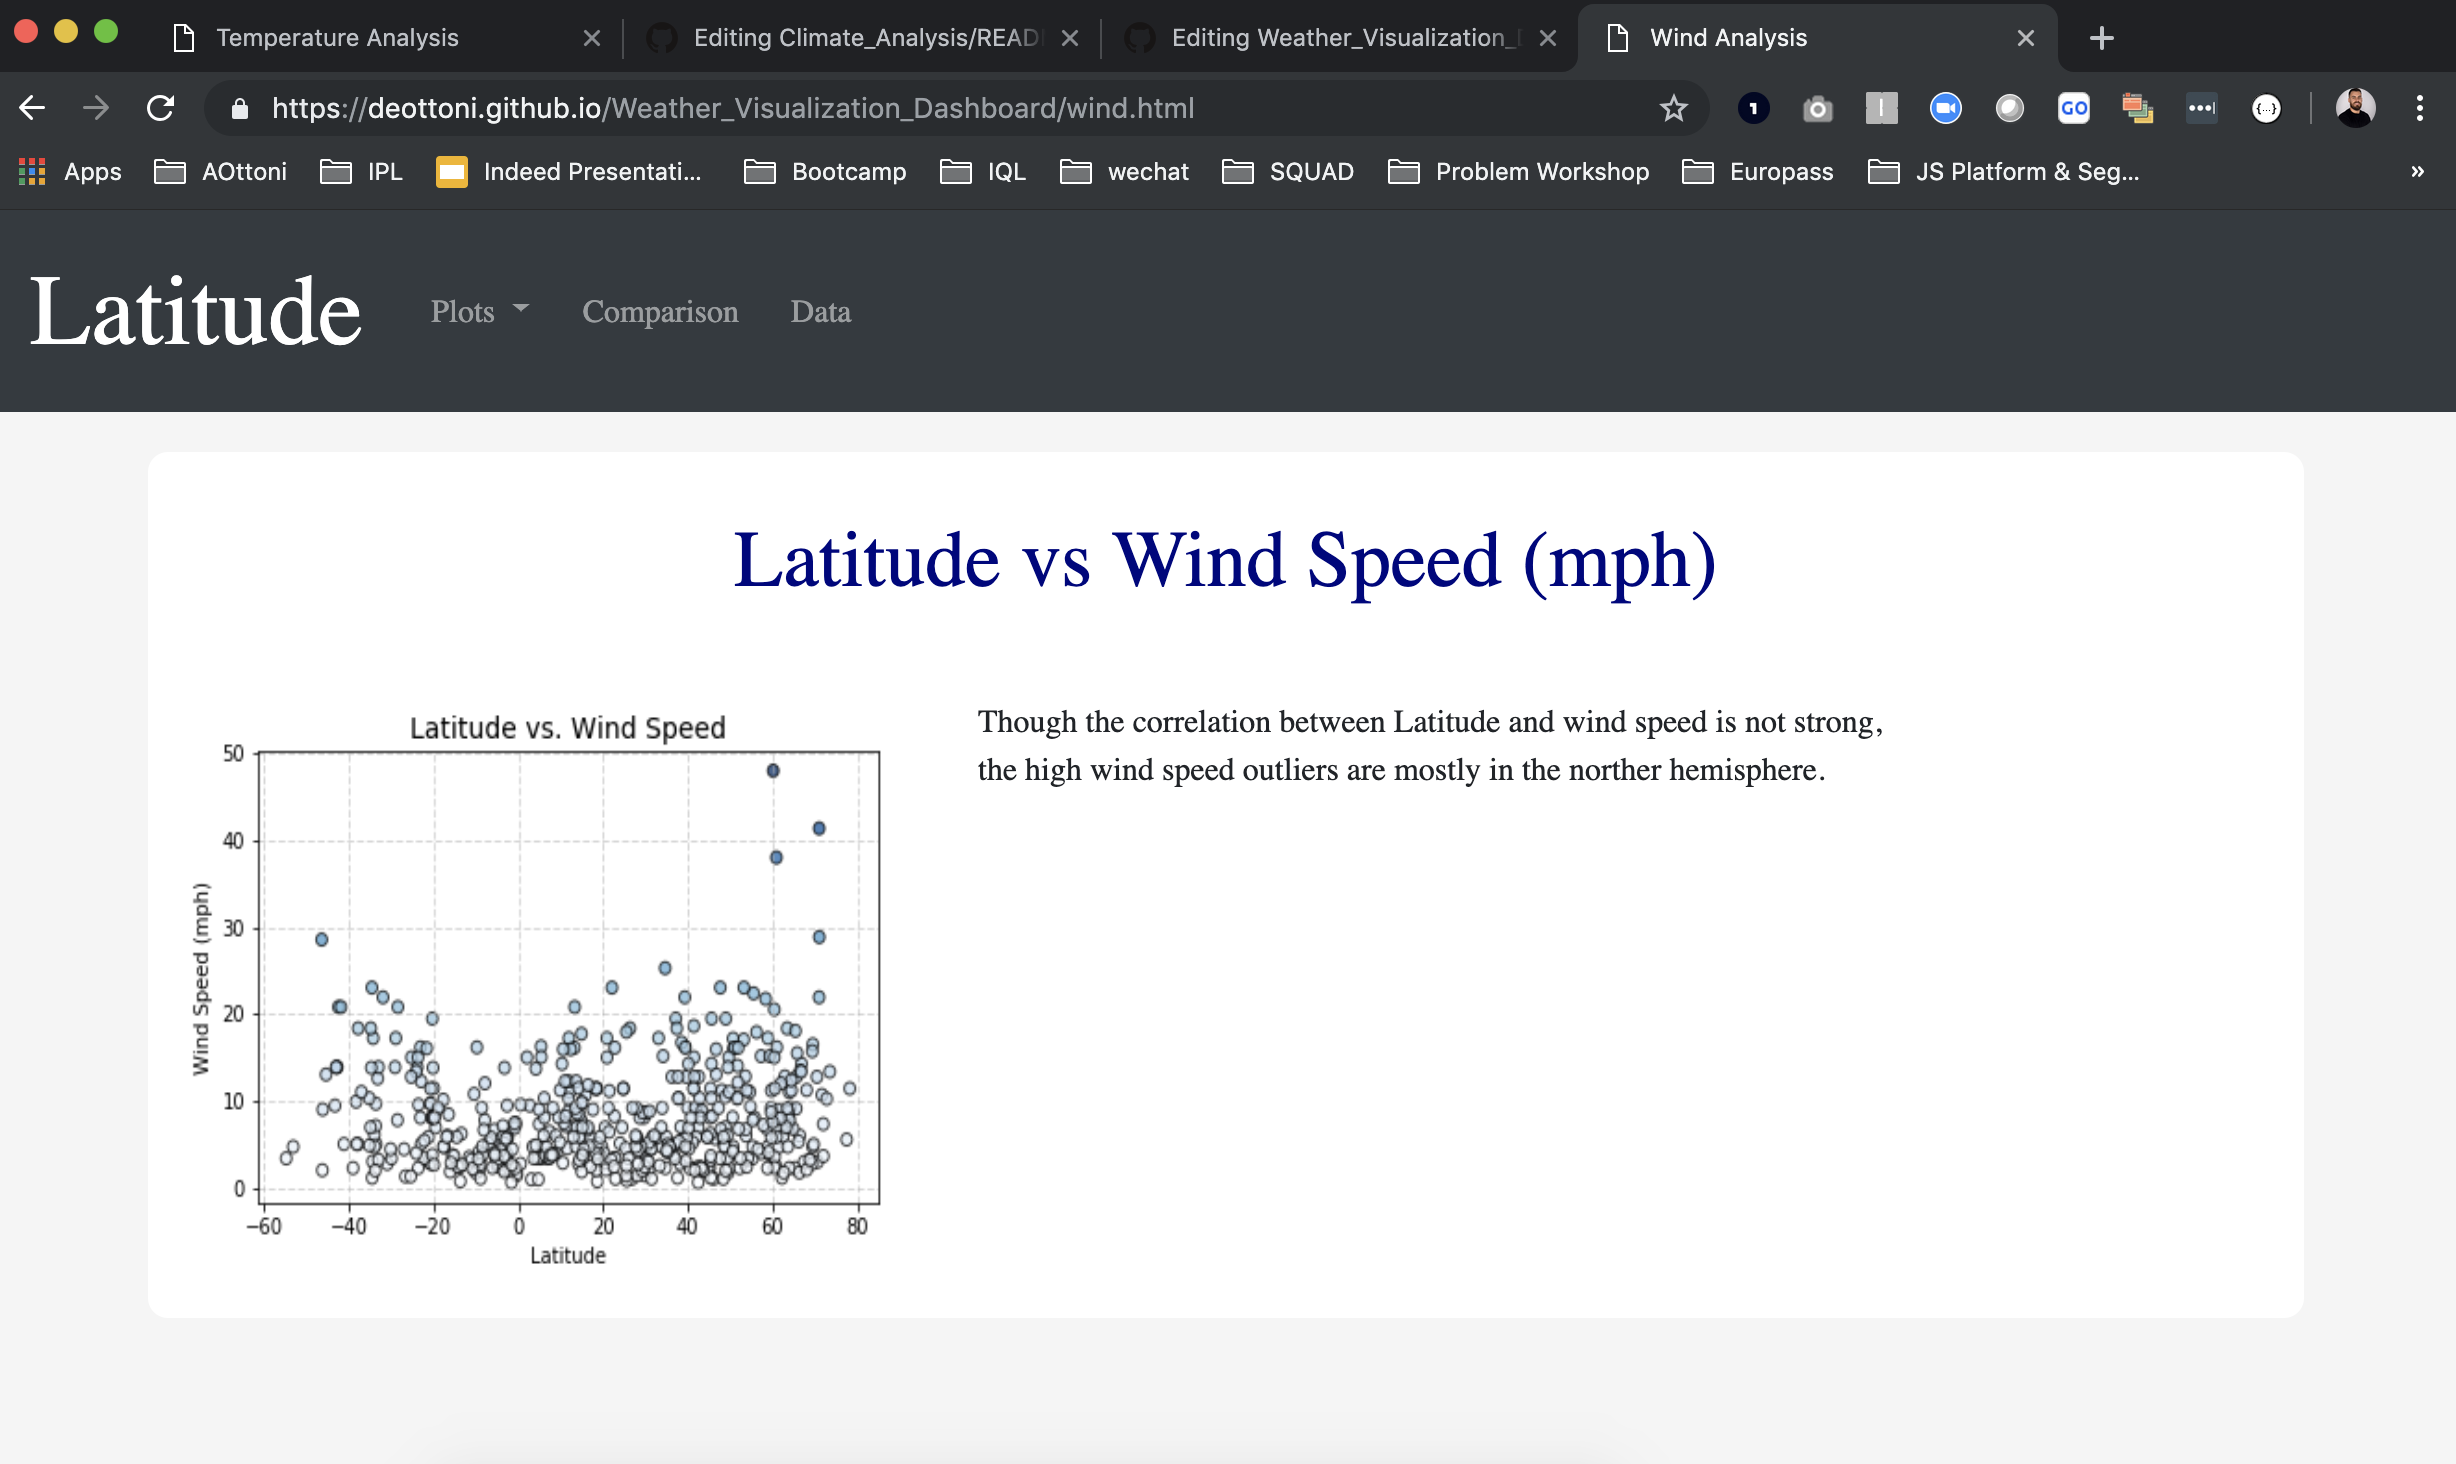 Temperature Analysis
Editing Climate_Analysis/READ
Editing Weather_Visualization_
Wind Analysis
https://deottoni.github.io/Weather_Visualization_Dashboard/wind.html
1
GO
{...}
Apps
AOttoni
IPL
Indeed Presentati...
Bootcamp
IQL
wechat
SQUAD
Problem Workshop
Europass
JS Platform & Seg...
»
Latitude
Plots
Comparison
Data
Latitude vs Wind Speed (mph)
Though the correlation between Latitude and wind speed is not strong,
the high wind speed outliers are mostly in the norther hemisphere.
Latitude vs. Wind Speed
50
40
30
20
10
0
Wind Speed (mph)
−60 −40 −20 0 20 40 60 80
Latitude